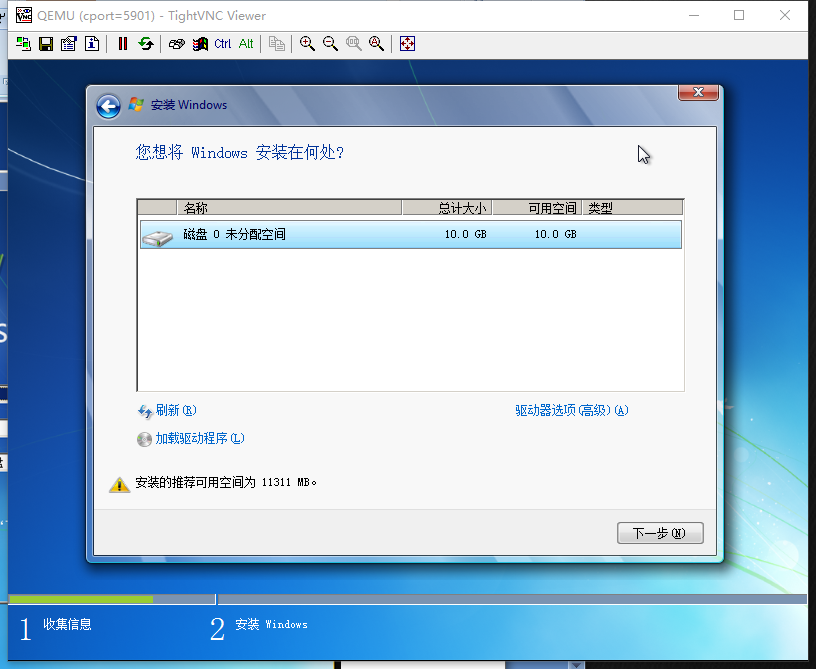 QEMU (cport=5901) - TightVNC Viewer
Ctrl Alt
安装 Windows
您想将 Windows 安装在何处?
名称 总计大小 可用空间 类型
磁盘 0 未分配空间 10.0 GB 10.0 GB
刷新(R) 驱动器选项(高级)(A)
加载驱动程序(L)
安装的推荐可用空间为 11311 MB。
下一步(N)
1 收集信息 2 安装 Windows